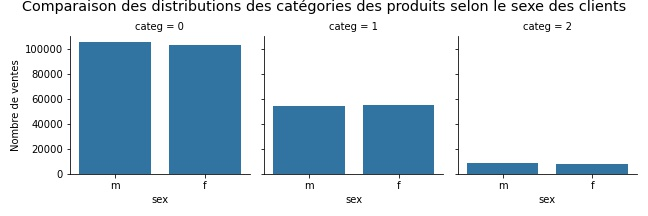 Comparaison des distributions des catégories des produits selon le sexe des clients
categ = 0
categ = 1
categ = 2
Nombre de ventes
100000
80000
60000
40000
20000
0
m
f
m
f
m
f
sex
sex
sex